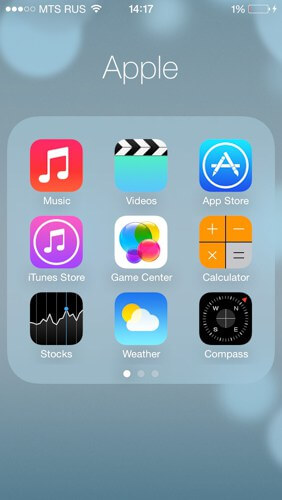 MTS RUS 14:17 1%
Apple
Music Videos App Store
iTunes Store Game Center Calculator
N E S W
Stocks Weather Compass